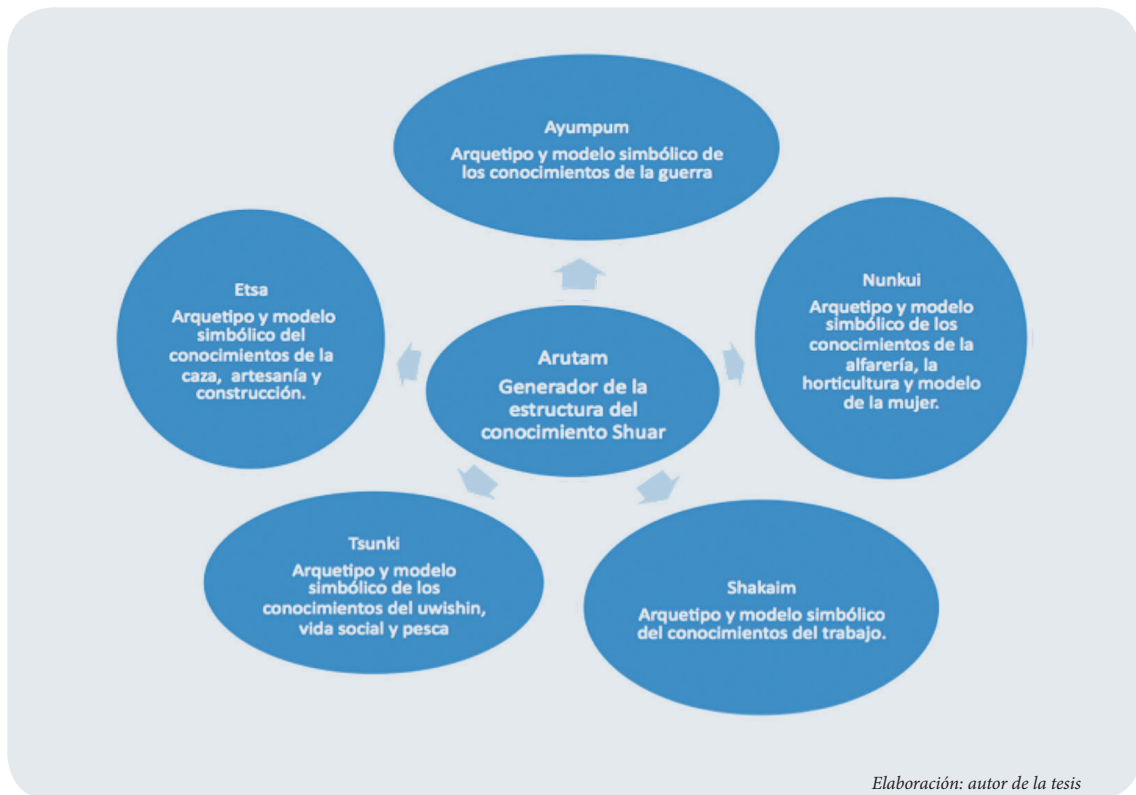 Ayumpum
Arquetipo y modelo simbólico de
los conocimientos de la guerra
Etsa
Arquetipo y modelo
simbólico del
conocimientos de la
caza, artesanía y
construcción.
Nunkui
Arquetipo y modelo
simbólico de los
conocimientos de la
alfarería, la
horticultura y modelo
de la mujer.
Arutam
Generador de la
estructura del
conocimiento Shuar
Tsunki
Arquetipo y modelo
simbólico de los
conocimientos del uwishin,
vida social y pesca
Shakaim
Arquetipo y modelo simbólico
del conocimientos del trabajo.
Elaboración: autor de la tesis